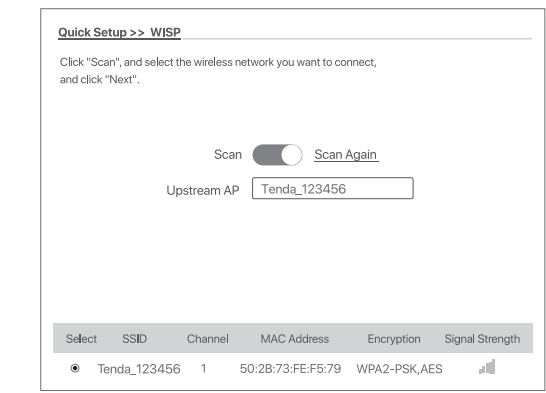 Quick Setup >> WISP
Click "Scan", and select the wireless network you want to connect,
and click "Next".
Scan Scan Again
Upstream AP Tenda_123456
Select SSID Channel MAC Address Encryption Signal Strength
Tenda_123456 1 50:2B:73:FE:F5:79 WPA2-PSK,AES